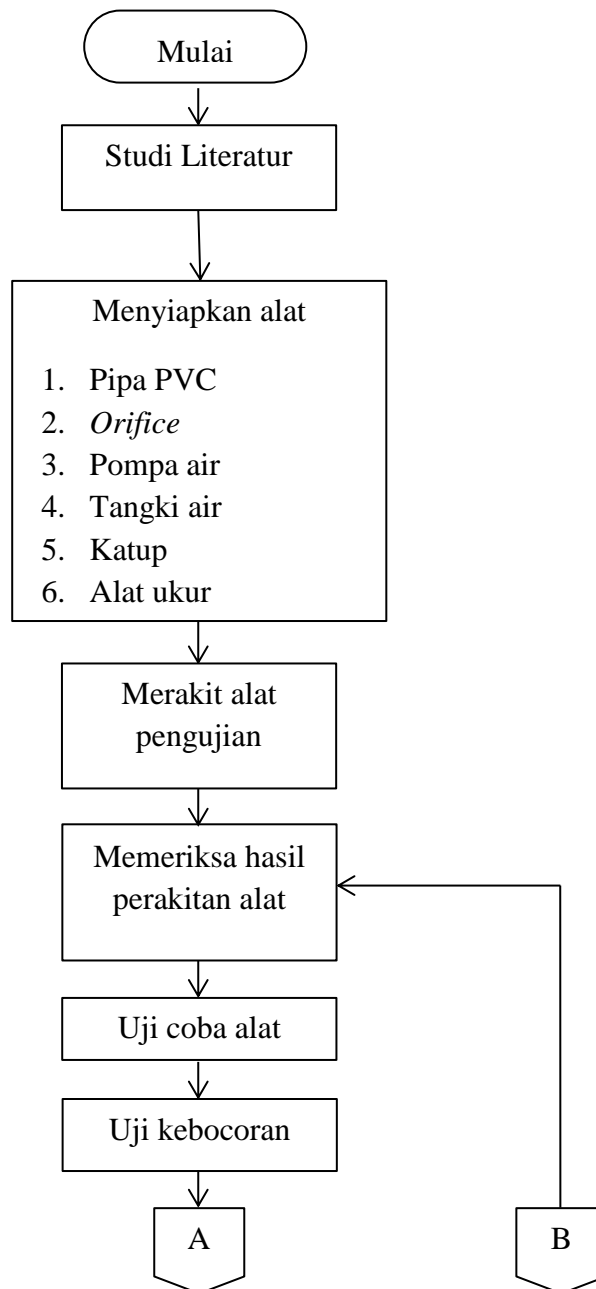 Mulai
Studi Literatur
Menyiapkan alat
1. Pipa PVC
2. Orifice
3. Pompa air
4. Tangki air
5. Katup
6. Alat ukur
Merakit alat
pengujian
Memeriksa hasil
perakitan alat
Uji coba alat
Uji kebocoran
A
B